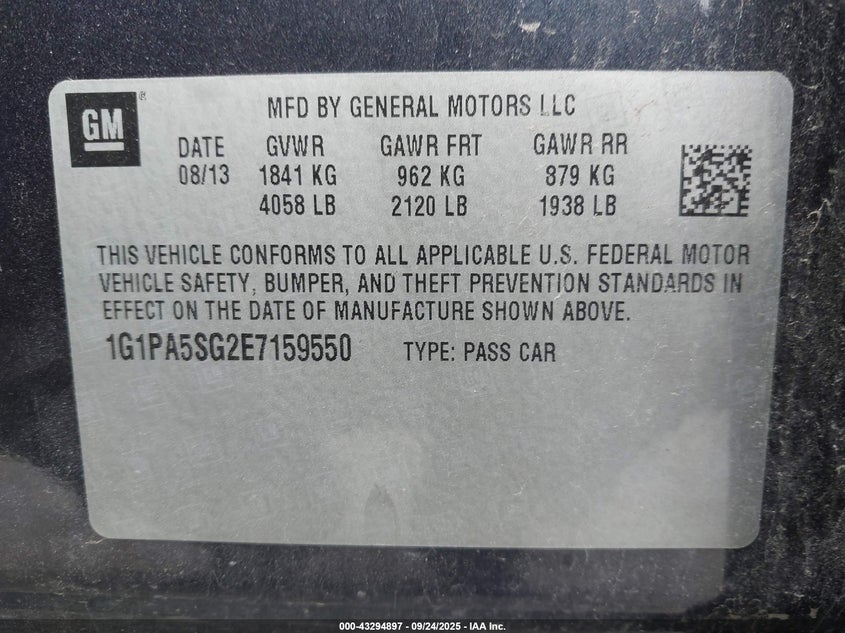 GM®
MFD BY GENERAL MOTORS LLC
DATE GVWR GAWR FRT GAWR RR
08/13 1841 KG 962 KG 879 KG
4058 LB 2120 LB 1938 LB
THIS VEHICLE CONFORMS TO ALL APPLICABLE U.S. FEDERAL MOTOR
VEHICLE SAFETY, BUMPER, AND THEFT PREVENTION STANDARDS IN
EFFECT ON THE DATE OF MANUFACTURE SHOWN ABOVE.
1G1PA5SG2E7159550 TYPE: PASS CAR
000-43294897 - 09/24/2025 - IAA Inc.